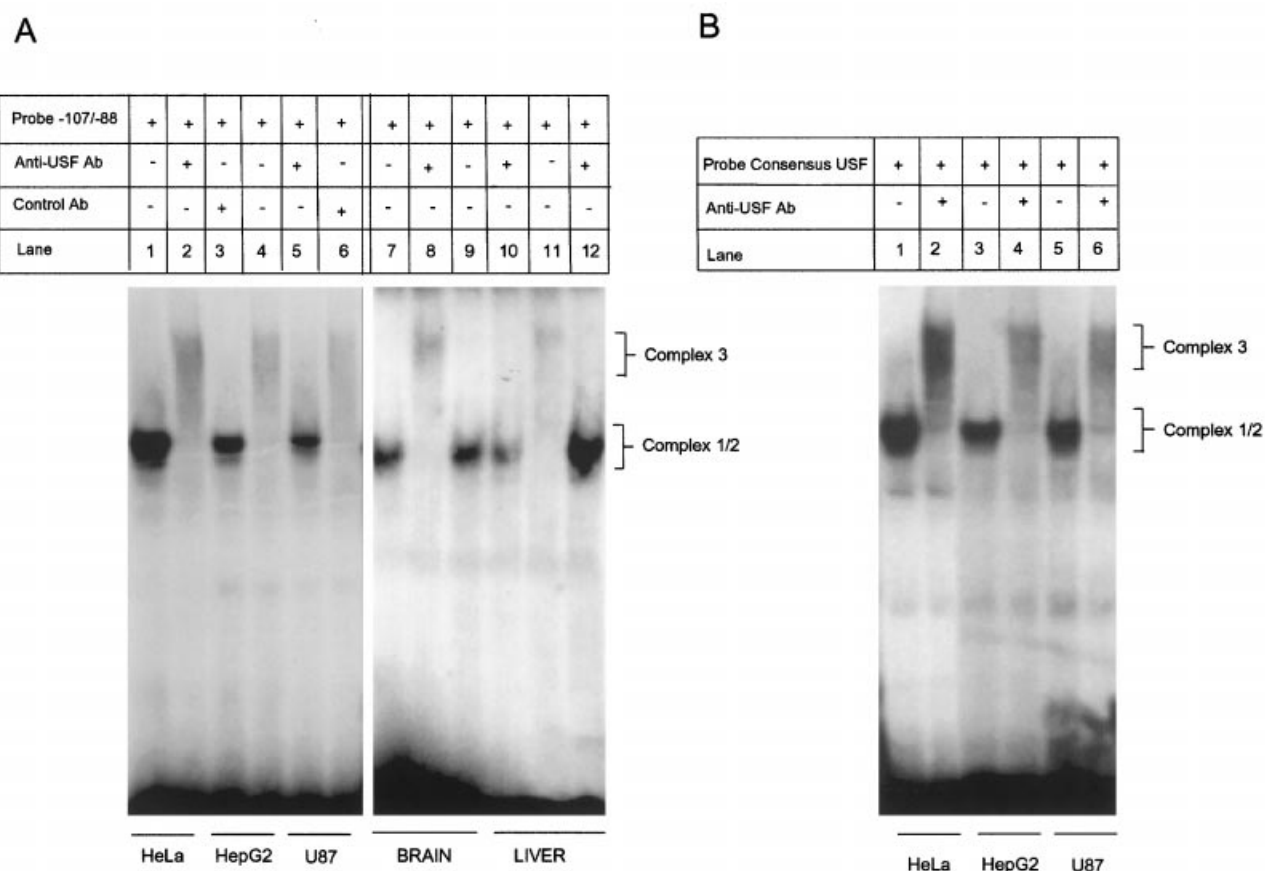 A
B
Probe -107/-88 + + + + + + + + + + + +
Anti-USF Ab - + - - + - - + - + - +
Control Ab - - + - - + - - - - - -
Lane 1 2 3 4 5 6 7 8 9 10 11 12
Probe Consensus USF + + + + + +
Anti-USF Ab - + - + - +
Lane 1 2 3 4 5 6
Complex 3
Complex 1/2
Complex 3
Complex 1/2
HeLa HepG2 U87 BRAIN LIVER
HeLa HepG2 U87